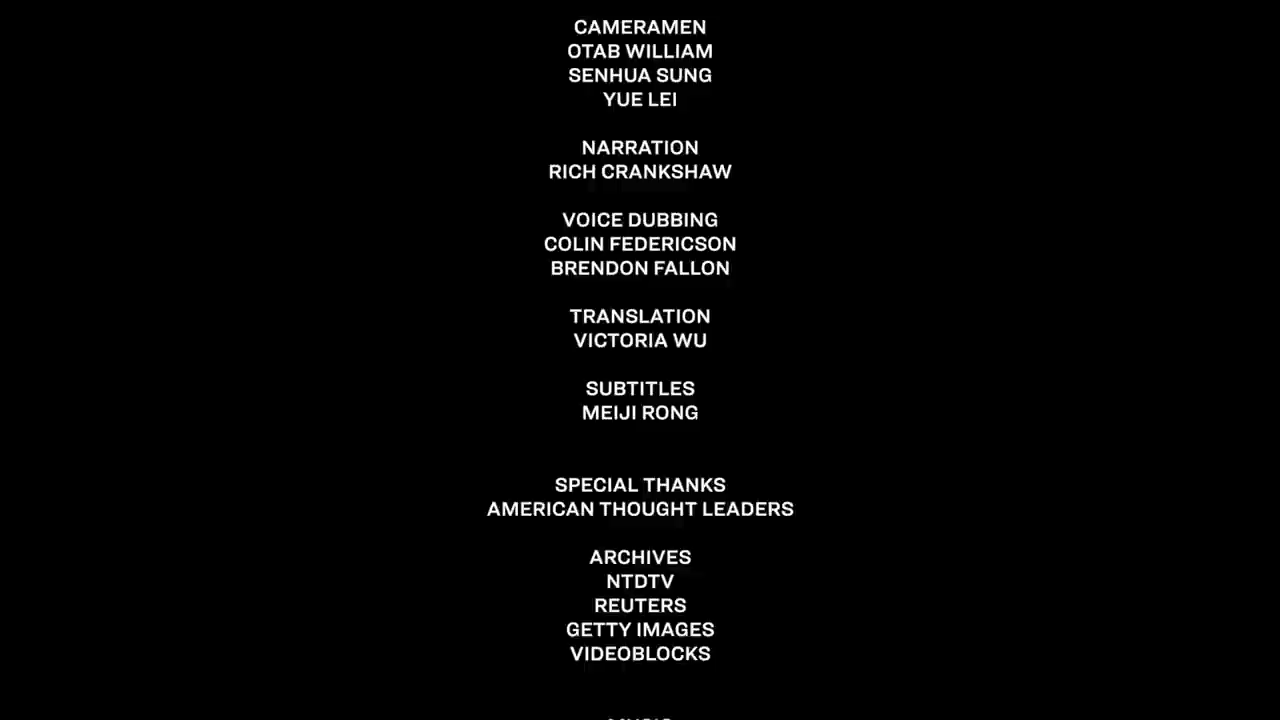 CAMERAMEN
OTAB WILLIAM
SENHUA SUNG
YUE LEI
NARRATION
RICH CRANKSHAW
VOICE DUBBING
COLIN FEDERICSON
BRENDON FALLON
TRANSLATION
VICTORIA WU
SUBTITLES
MEIJI RONG
SPECIAL THANKS
AMERICAN THOUGHT LEADERS
ARCHIVES
NTDTV
REUTERS
GETTY IMAGES
VIDEOBLOCKS